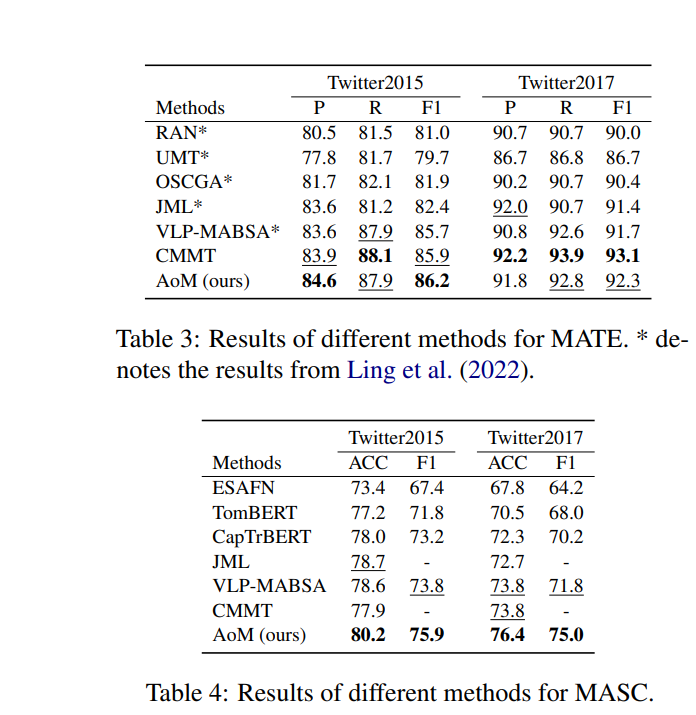 Twitter2015 Twitter2017
Methods P R F1 P R F1
RAN* 80.5 81.5 81.0 90.7 90.7 90.0
UMT* 77.8 81.7 79.7 86.7 86.8 86.7
OSCGA* 81.7 82.1 81.9 90.2 90.7 90.4
JML* 83.6 81.2 82.4 92.0 90.7 91.4
VLP-MABSA* 83.6 87.9 85.7 90.8 92.6 91.7
CMMT 83.9 88.1 85.9 92.2 93.9 93.1
AoM (ours) 84.6 87.9 86.2 91.8 92.8 92.3
Table 3: Results of different methods for MATE. * de-
notes the results from Ling et al. (2022).
Twitter2015 Twitter2017
Methods ACC F1 ACC F1
ESAFN 73.4 67.4 67.8 64.2
TomBERT 77.2 71.8 70.5 68.0
CapTrBERT 78.0 73.2 72.3 70.2
JML 78.7 - 72.7 -
VLP-MABSA 78.6 73.8 73.8 71.8
CMMT 77.9 - 73.8 -
AoM (ours) 80.2 75.9 76.4 75.0
Table 4: Results of different methods for MASC.